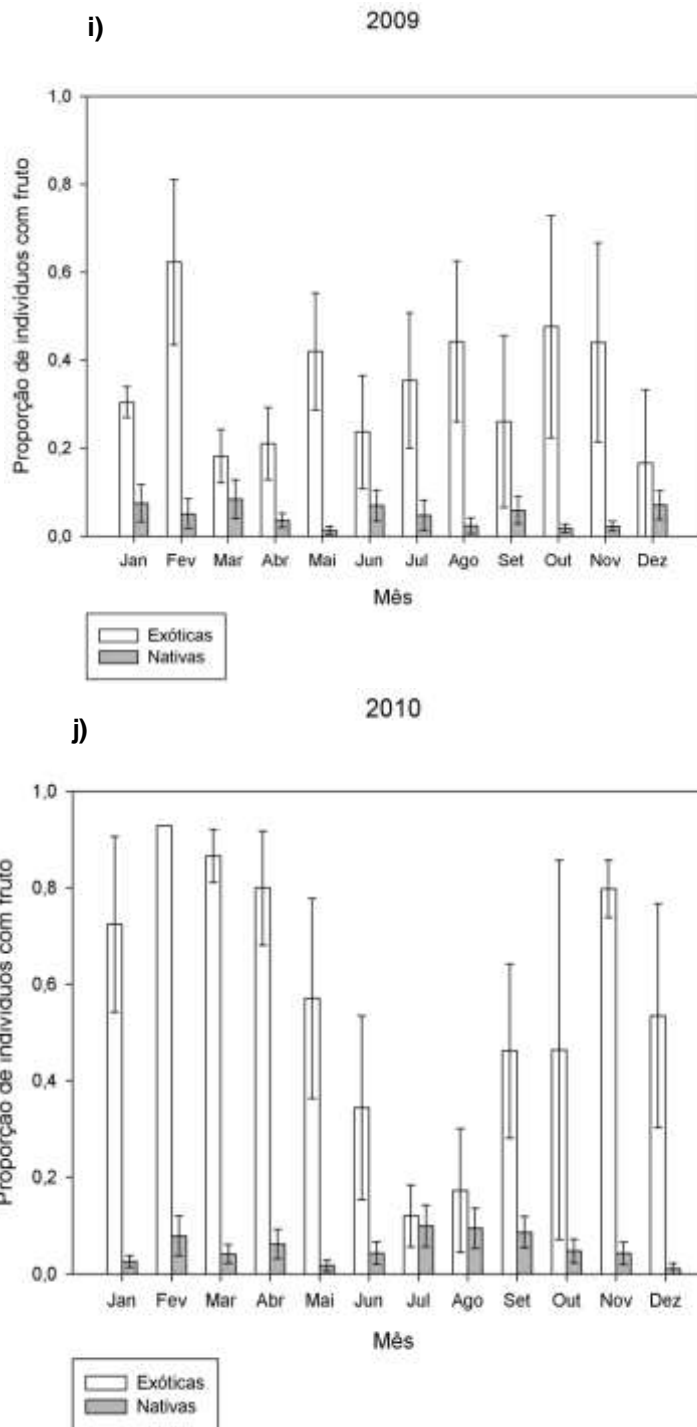 i)
2009
Proporção de indivíduos com fruto
1,0
0,8
0,6
0,4
0,2
0,0
Jan Fev Mar Abr Mai Jun Jul Ago Set Out Nov Dez
Mês
Exóticas
Nativas
j)
2010
Proporção de indivíduos com fruto
1,0
0,8
0,6
0,4
0,2
0,0
Jan Fev Mar Abr Mai Jun Jul Ago Set Out Nov Dez
Mês
Exóticas
Nativas